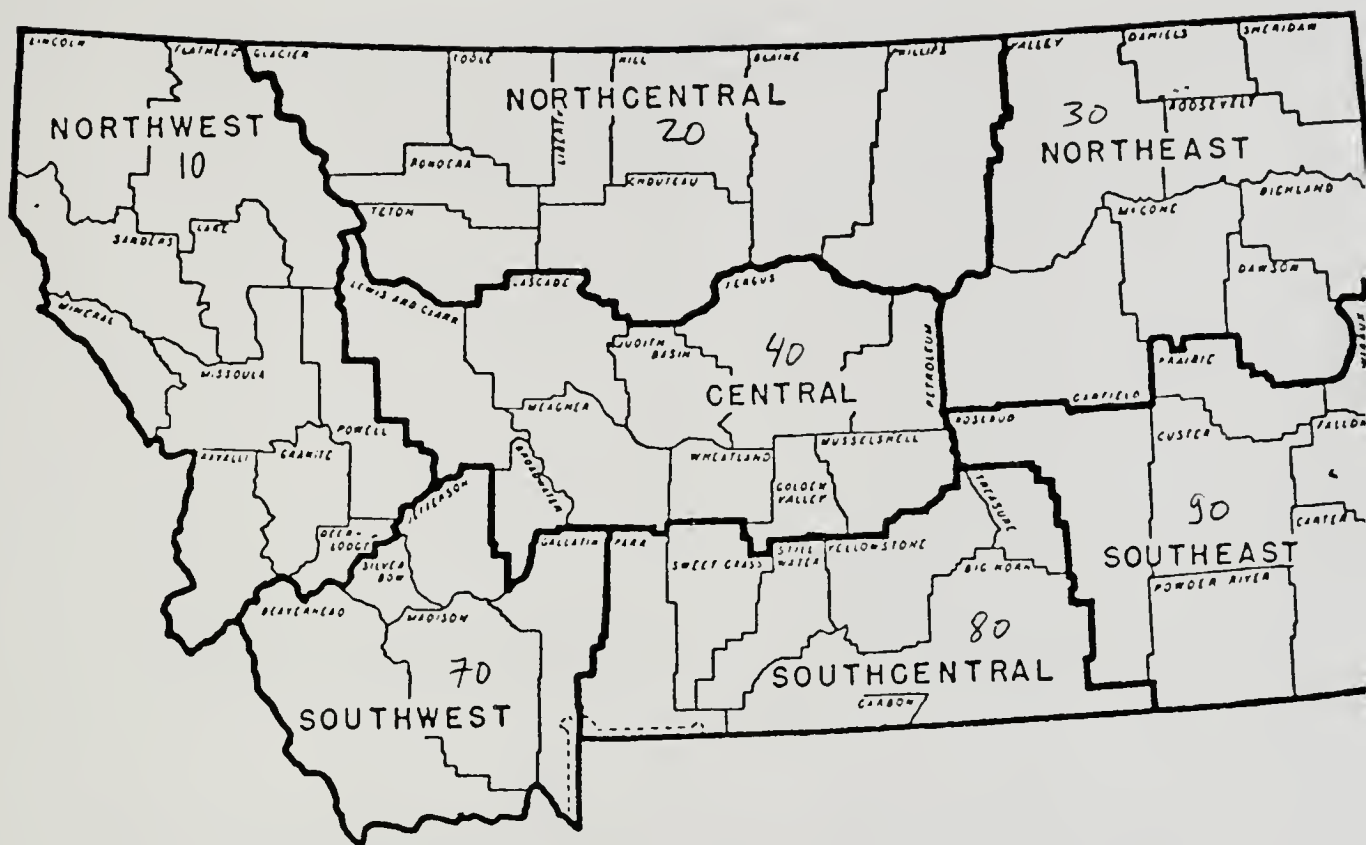 LINCOLN
FLATHEAD
GLACIER
TOOLE
HILL
BLAINE
PHILLIPS
VALLEY
DANIELS
SHERIDAN
NORTHWEST
10
NORTHCENTRAL
20
LIBERTY
30
NORTHEAST
ROOSEVELT
PONDERA
CHOUTEAU
TETON
RICHLAND
McCONE
SANDERS
LAKE
DAWSON
LEWIS AND CLARK
CASCADE
FERGUS
MINERAL
WIBAUX
JUDITH
BASIN
40
CENTRAL
PETROLEUM
PRAIRIE
MISSOULA
GARFIELD
MEAGHER
ROSEBUD
POWELL
CUSTER
FALLON
MUSSELSHELL
RAVALLI
GRANITE
BROADWATER
WHEATLAND
GOLDEN
VALLEY
TREASURE
JEFFERSON
90
SOUTHEAST
CARTER
DEER
LODGE
GALLATIN
PARK
SWEET GRASS
STILL
WATER
YELLOWSTONE
BIG HORN
SILVER
BOW
POWDER RIVER
BEAVERHEAD
MADISON
80
SOUTHCENTRAL
70
SOUTHWEST
CARBON